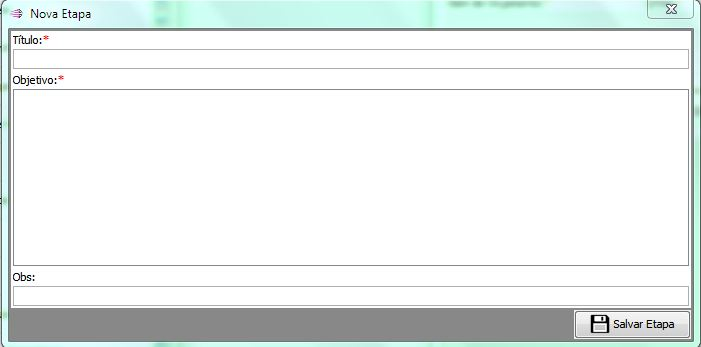 Nova Etapa
Título:*
Objetivo:*
Obs:
Salvar Etapa